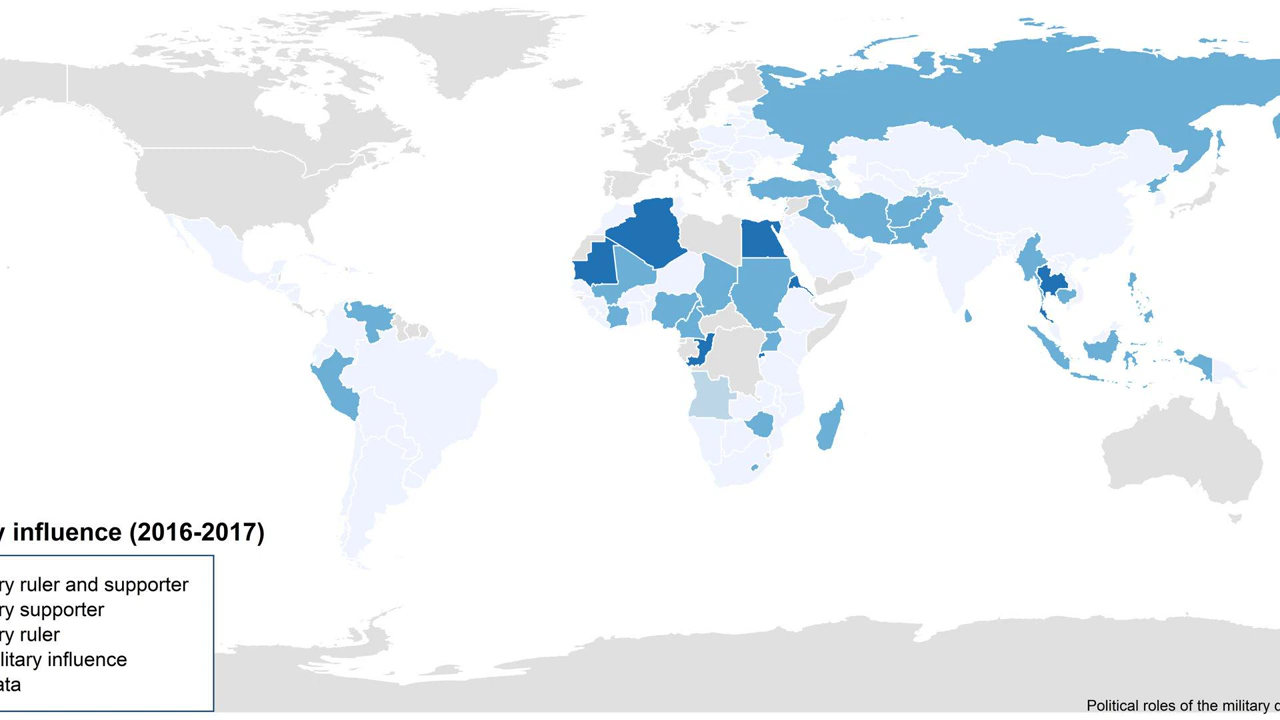 y influence (2016-2017)
ry ruler and supporter
ry supporter
ry ruler
litary influence
ata
Political roles of the military d